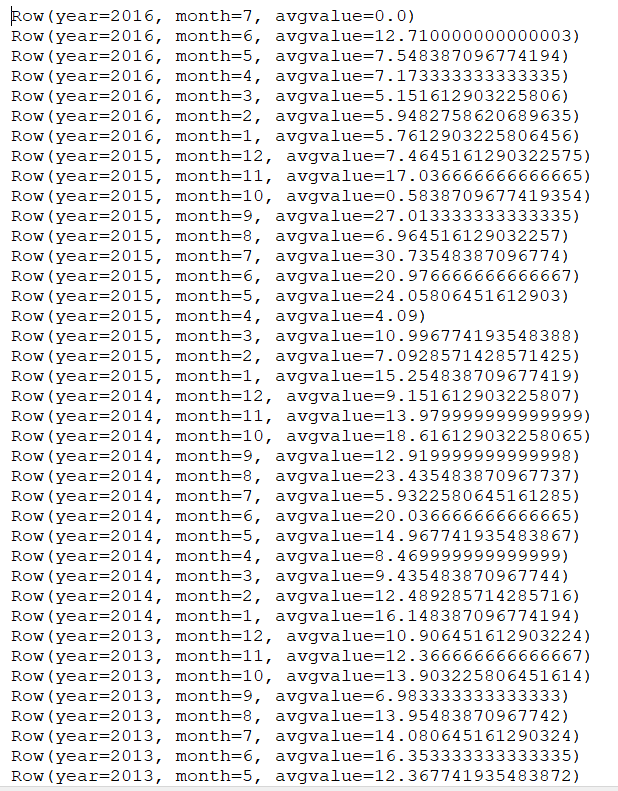 Row(year=2016, month=7, avgvalue=0.0)
Row(year=2016, month=6, avgvalue=12.710000000000003)
Row(year=2016, month=5, avgvalue=7.548387096774194)
Row(year=2016, month=4, avgvalue=7.173333333333335)
Row(year=2016, month=3, avgvalue=5.151612903225806)
Row(year=2016, month=2, avgvalue=5.9482758620689635)
Row(year=2016, month=1, avgvalue=5.7612903225806456)
Row(year=2015, month=12, avgvalue=7.4645161290322575)
Row(year=2015, month=11, avgvalue=17.036666666666665)
Row(year=2015, month=10, avgvalue=0.5838709677419354)
Row(year=2015, month=9, avgvalue=27.013333333333335)
Row(year=2015, month=8, avgvalue=6.964516129032257)
Row(year=2015, month=7, avgvalue=30.73548387096774)
Row(year=2015, month=6, avgvalue=20.976666666666667)
Row(year=2015, month=5, avgvalue=24.05806451612903)
Row(year=2015, month=4, avgvalue=4.09)
Row(year=2015, month=3, avgvalue=10.996774193548388)
Row(year=2015, month=2, avgvalue=7.0928571428571425)
Row(year=2015, month=1, avgvalue=15.254838709677419)
Row(year=2014, month=12, avgvalue=9.151612903225807)
Row(year=2014, month=11, avgvalue=13.979999999999999)
Row(year=2014, month=10, avgvalue=18.616129032258065)
Row(year=2014, month=9, avgvalue=12.919999999999998)
Row(year=2014, month=8, avgvalue=23.435483870967737)
Row(year=2014, month=7, avgvalue=5.9322580645161285)
Row(year=2014, month=6, avgvalue=20.036666666666665)
Row(year=2014, month=5, avgvalue=14.967741935483867)
Row(year=2014, month=4, avgvalue=8.469999999999999)
Row(year=2014, month=3, avgvalue=9.435483870967744)
Row(year=2014, month=2, avgvalue=12.489285714285716)
Row(year=2014, month=1, avgvalue=16.148387096774194)
Row(year=2013, month=12, avgvalue=10.906451612903224)
Row(year=2013, month=11, avgvalue=12.366666666666667)
Row(year=2013, month=10, avgvalue=13.903225806451614)
Row(year=2013, month=9, avgvalue=6.983333333333333)
Row(year=2013, month=8, avgvalue=13.95483870967742)
Row(year=2013, month=7, avgvalue=14.080645161290324)
Row(year=2013, month=6, avgvalue=16.353333333333335)
Row(year=2013, month=5, avgvalue=12.367741935483872)